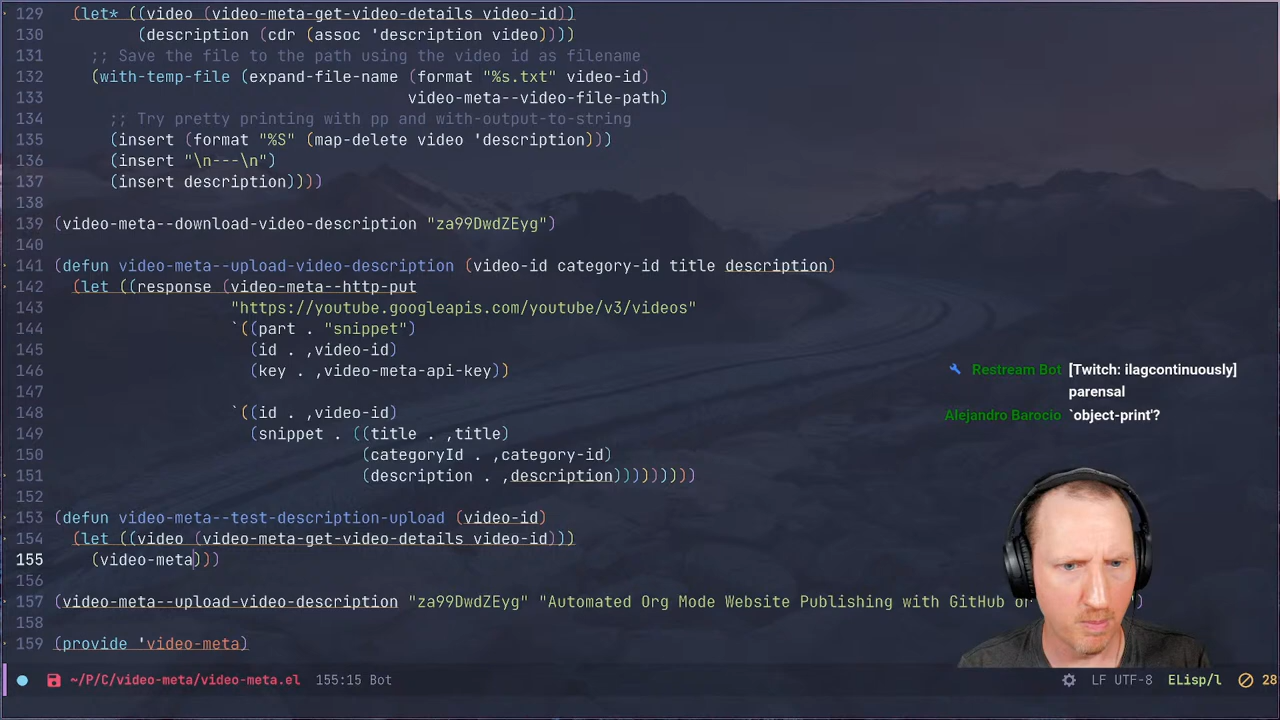 129 (let* ((video (video-meta-get-video-details video-id))
130 (description (cdr (assoc 'description video))))
131 ;; Save the file to the path using the video id as filename
132 (with-temp-file (expand-file-name (format "%s.txt" video-id)
133 video-meta--video-file-path)
134 ;; Try pretty printing with pp and with-output-to-string
135 (insert (format "%S" (map-delete video 'description)))
136 (insert "\n---\n")
137 (insert description))))
138
139 (video-meta--download-video-description "za99DwdZEyg")
140
141 (defun video-meta--upload-video-description (video-id category-id title description)
142 (let ((response (video-meta--http-put
143 "https://youtube.googleapis.com/youtube/v3/videos"
144 `((part . "snippet")
145 (id . ,video-id)
146 (key . ,video-meta-api-key))
147
148 `((id . ,video-id)
149 (snippet . ((title . ,title)
150 (categoryId . ,category-id)
151 (description . ,description)))))))))
152
153 (defun video-meta--test-description-upload (video-id)
154 (let ((video (video-meta-get-video-details video-id)))
155 (video-meta)))
156
157 (video-meta--upload-video-description "za99DwdZEyg" "Automated Org Mode Website Publishing with GitHub or ")
158
159 (provide 'video-meta)
Restream Bot [Twitch: ilagcontinuously]
parensal
Alejandro Barocio `object-print'?
~/P/C/video-meta/video-meta.el 155:15 Bot LF UTF-8 ELisp/l 28